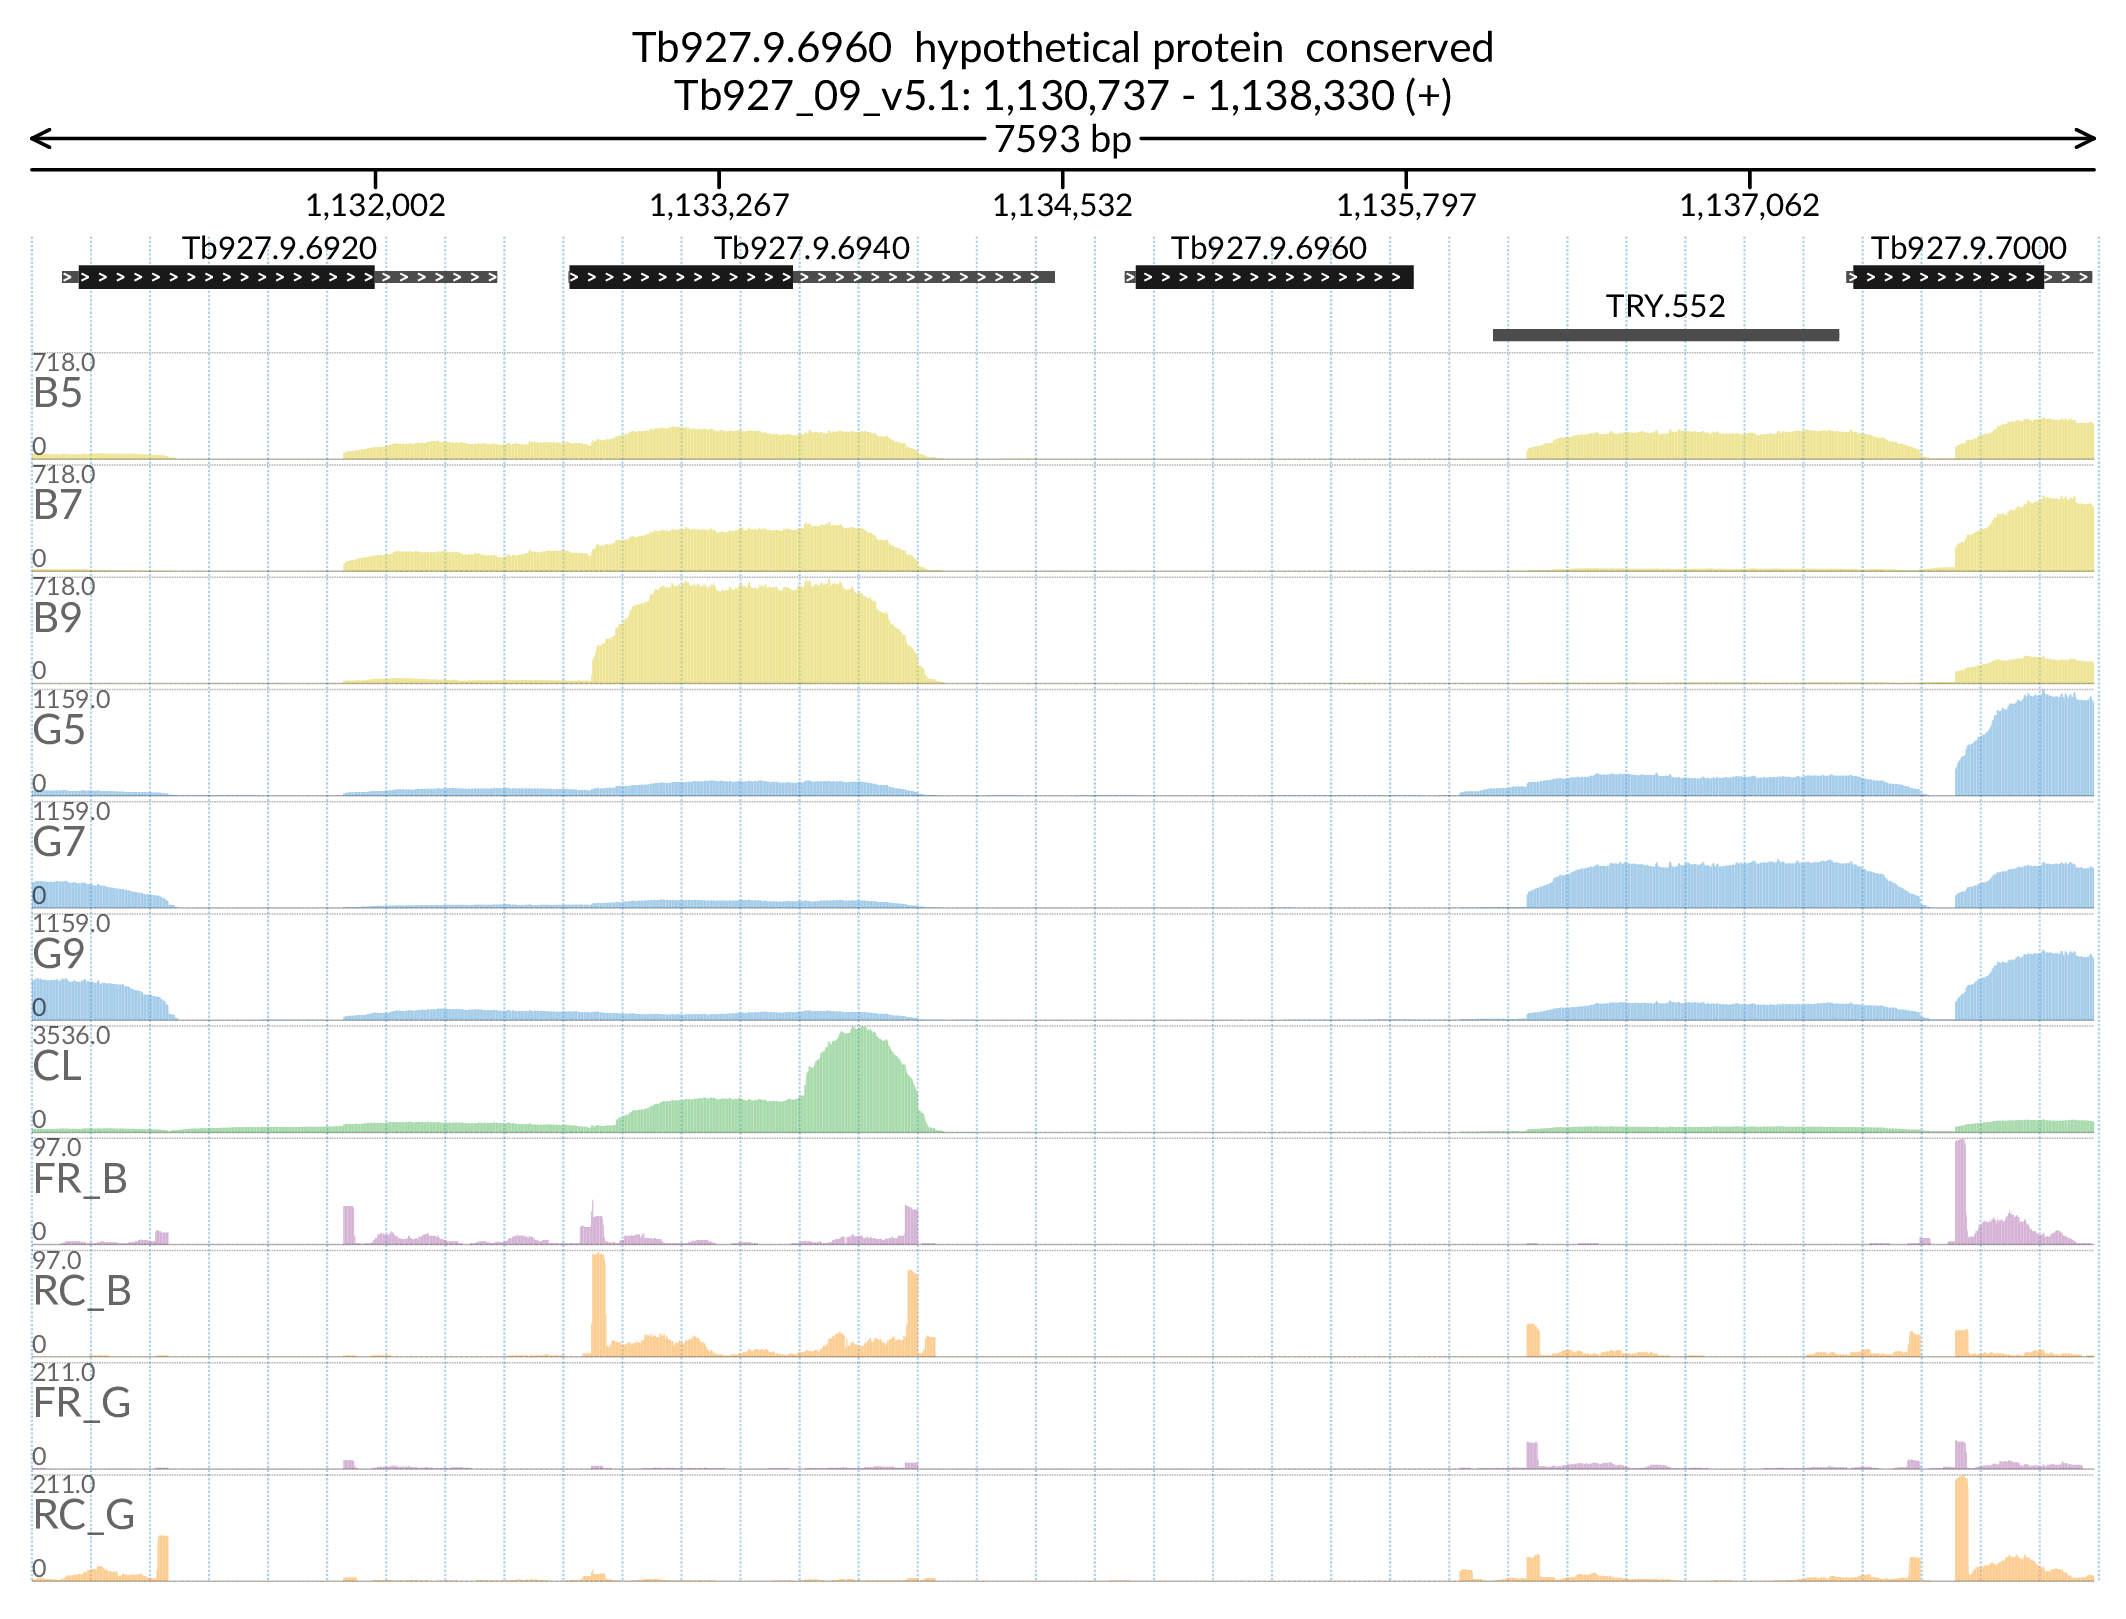 Tb927.9.6960  hypothetical protein  conserved
Tb927_09_v5.1: 1,130,737 - 1,138,330 (+)
7593 bp
1,132,002 1,133,267 1,134,532 1,135,797 1,137,062
Tb927.9.6920 Tb927.9.6940 Tb927.9.6960 Tb927.9.7000
TRY.552
718.0
B5
0
718.0
B7
0
718.0
B9
0
1159.0
G5
0
1159.0
G7
0
1159.0
G9
0
3536.0
CL
0
97.0
FR_B
0
97.0
RC_B
0
211.0
FR_G
0
211.0
RC_G
0